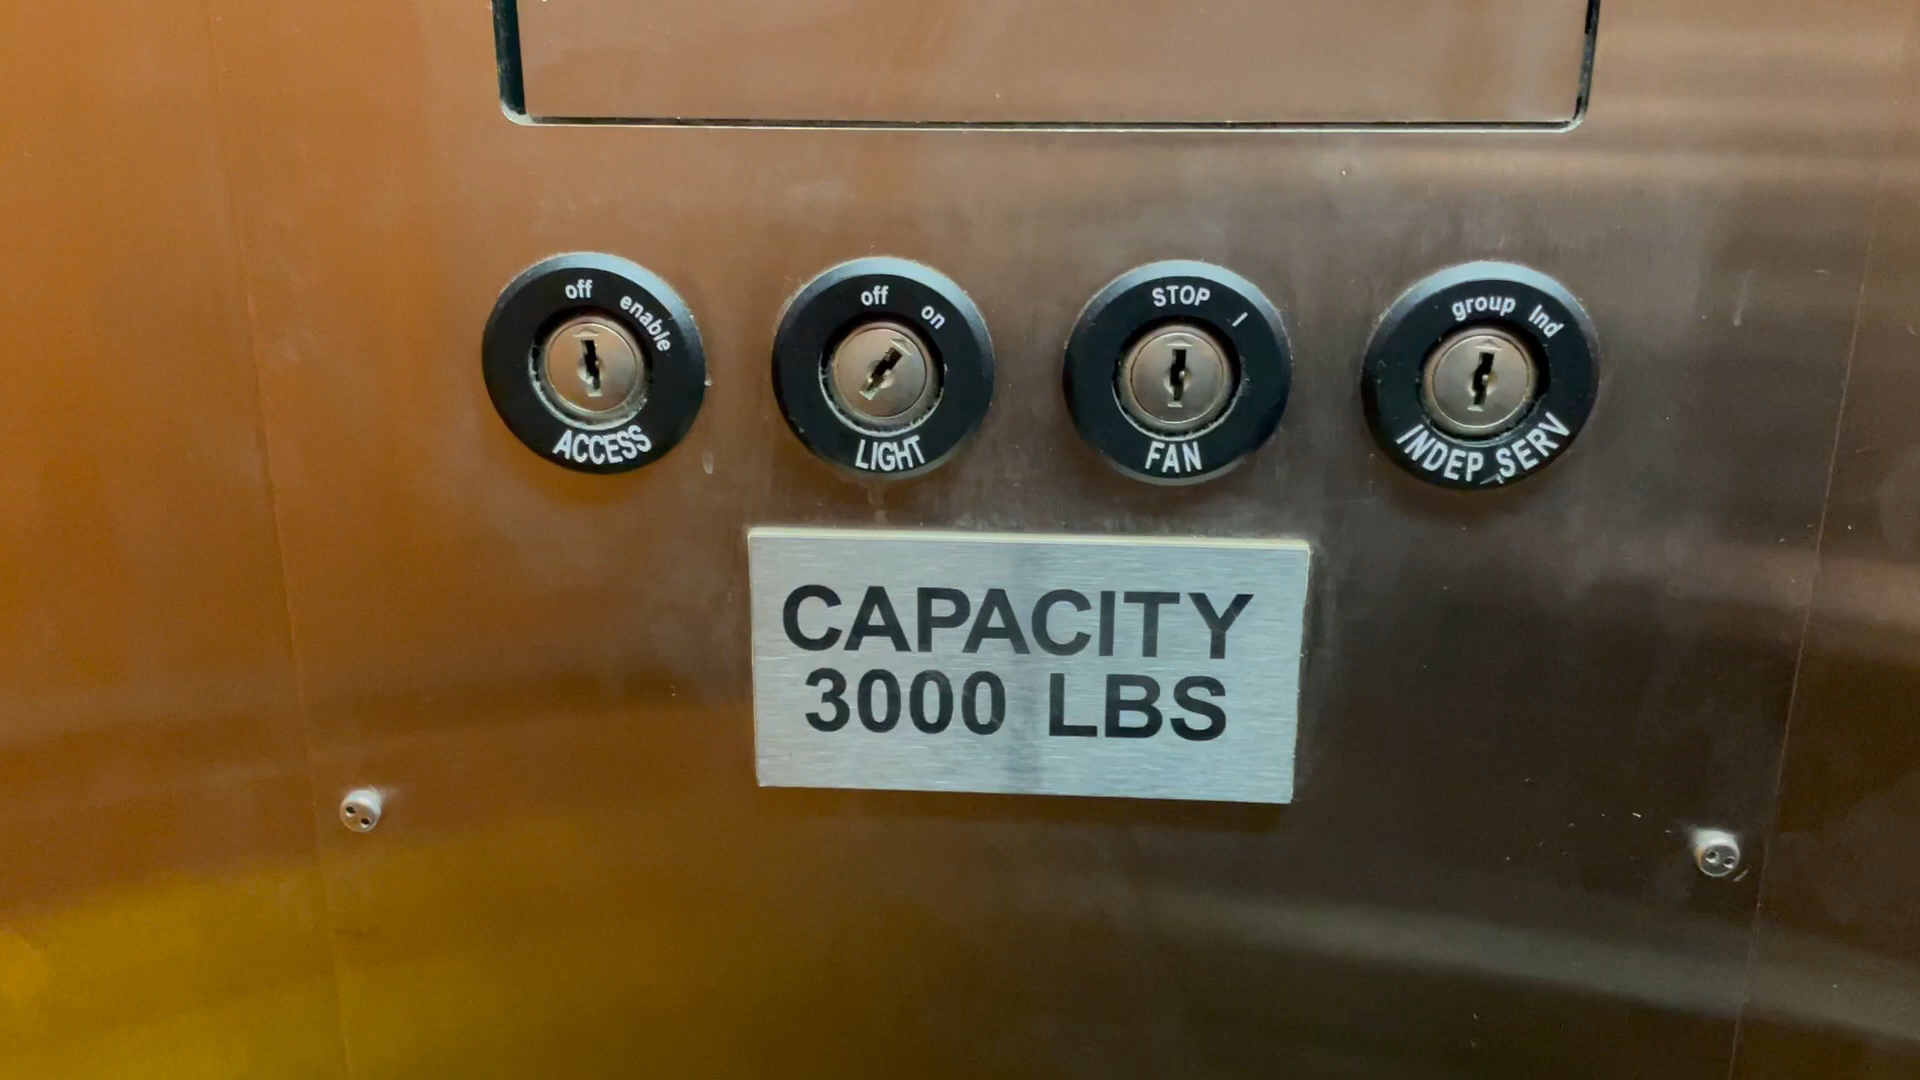 off enable
ACCESS
off on
LIGHT
STOP I
FAN
group Ind
INDEP SERV
CAPACITY
3000 LBS